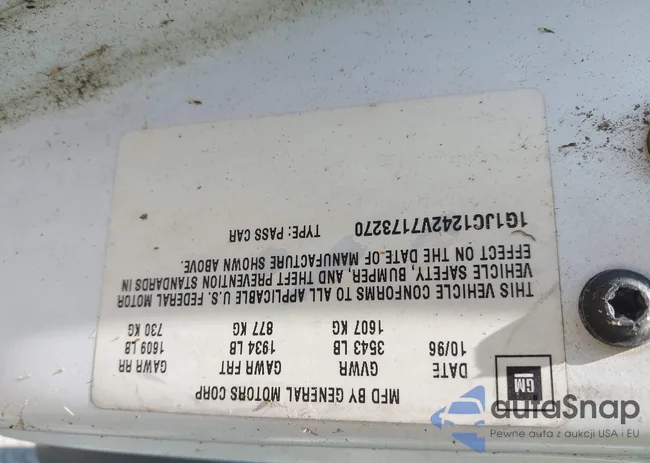 GM
MFD BY GENERAL MOTORS CORP
DATE GVWR GAWR FRT GAWR RR
10/96 3543 LB 1934 LB 1609 LB
1607 KG 877 KG 730 KG
THIS VEHICLE CONFORMS TO ALL APPLICABLE U.S. FEDERAL MOTOR
VEHICLE SAFETY, BUMPER, AND THEFT PREVENTION STANDARDS IN
EFFECT ON THE DATE OF MANUFACTURE SHOWN ABOVE.
1G1JC1242V7173270 TYPE: PASS CAR
autaSnap
Pewne auta z aukcji USA i EU